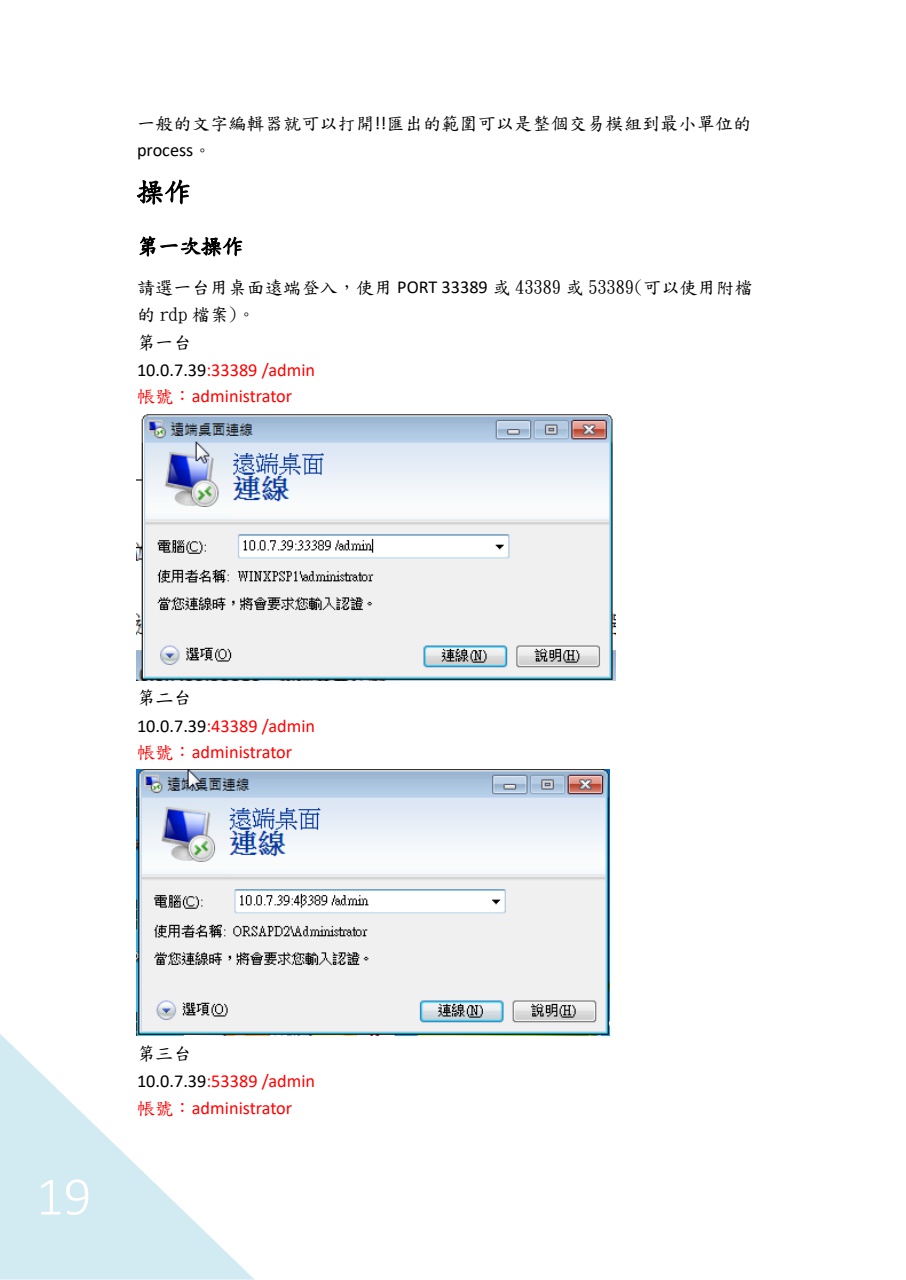 一般的文字編輯器就可以打開!!匯出的範圍可以是整個交易模組到最小單位的
process。
操作
第一次操作
請選一台用桌面遠端登入，使用 PORT 33389 或 43389 或 53389(可以使用附檔
的 rdp 檔案)。
第一台
10.0.7.39:33389 /admin
帳號：administrator
遠端桌面連線
遠端桌面
連線
電腦(C): 10.0.7.39:33389 /admin
使用者名稱: WINXPSP1\administrator
當您連線時，將會要求您輸入認證。
選項(O) 連線(N) 說明(H)
第二台
10.0.7.39:43389 /admin
帳號：administrator
遠端桌面連線
遠端桌面
連線
電腦(C): 10.0.7.39:43389 /admin
使用者名稱: ORSAPD2\Administrator
當您連線時，將會要求您輸入認證。
選項(O) 連線(N) 說明(H)
第三台
10.0.7.39:53389 /admin
帳號：administrator
19